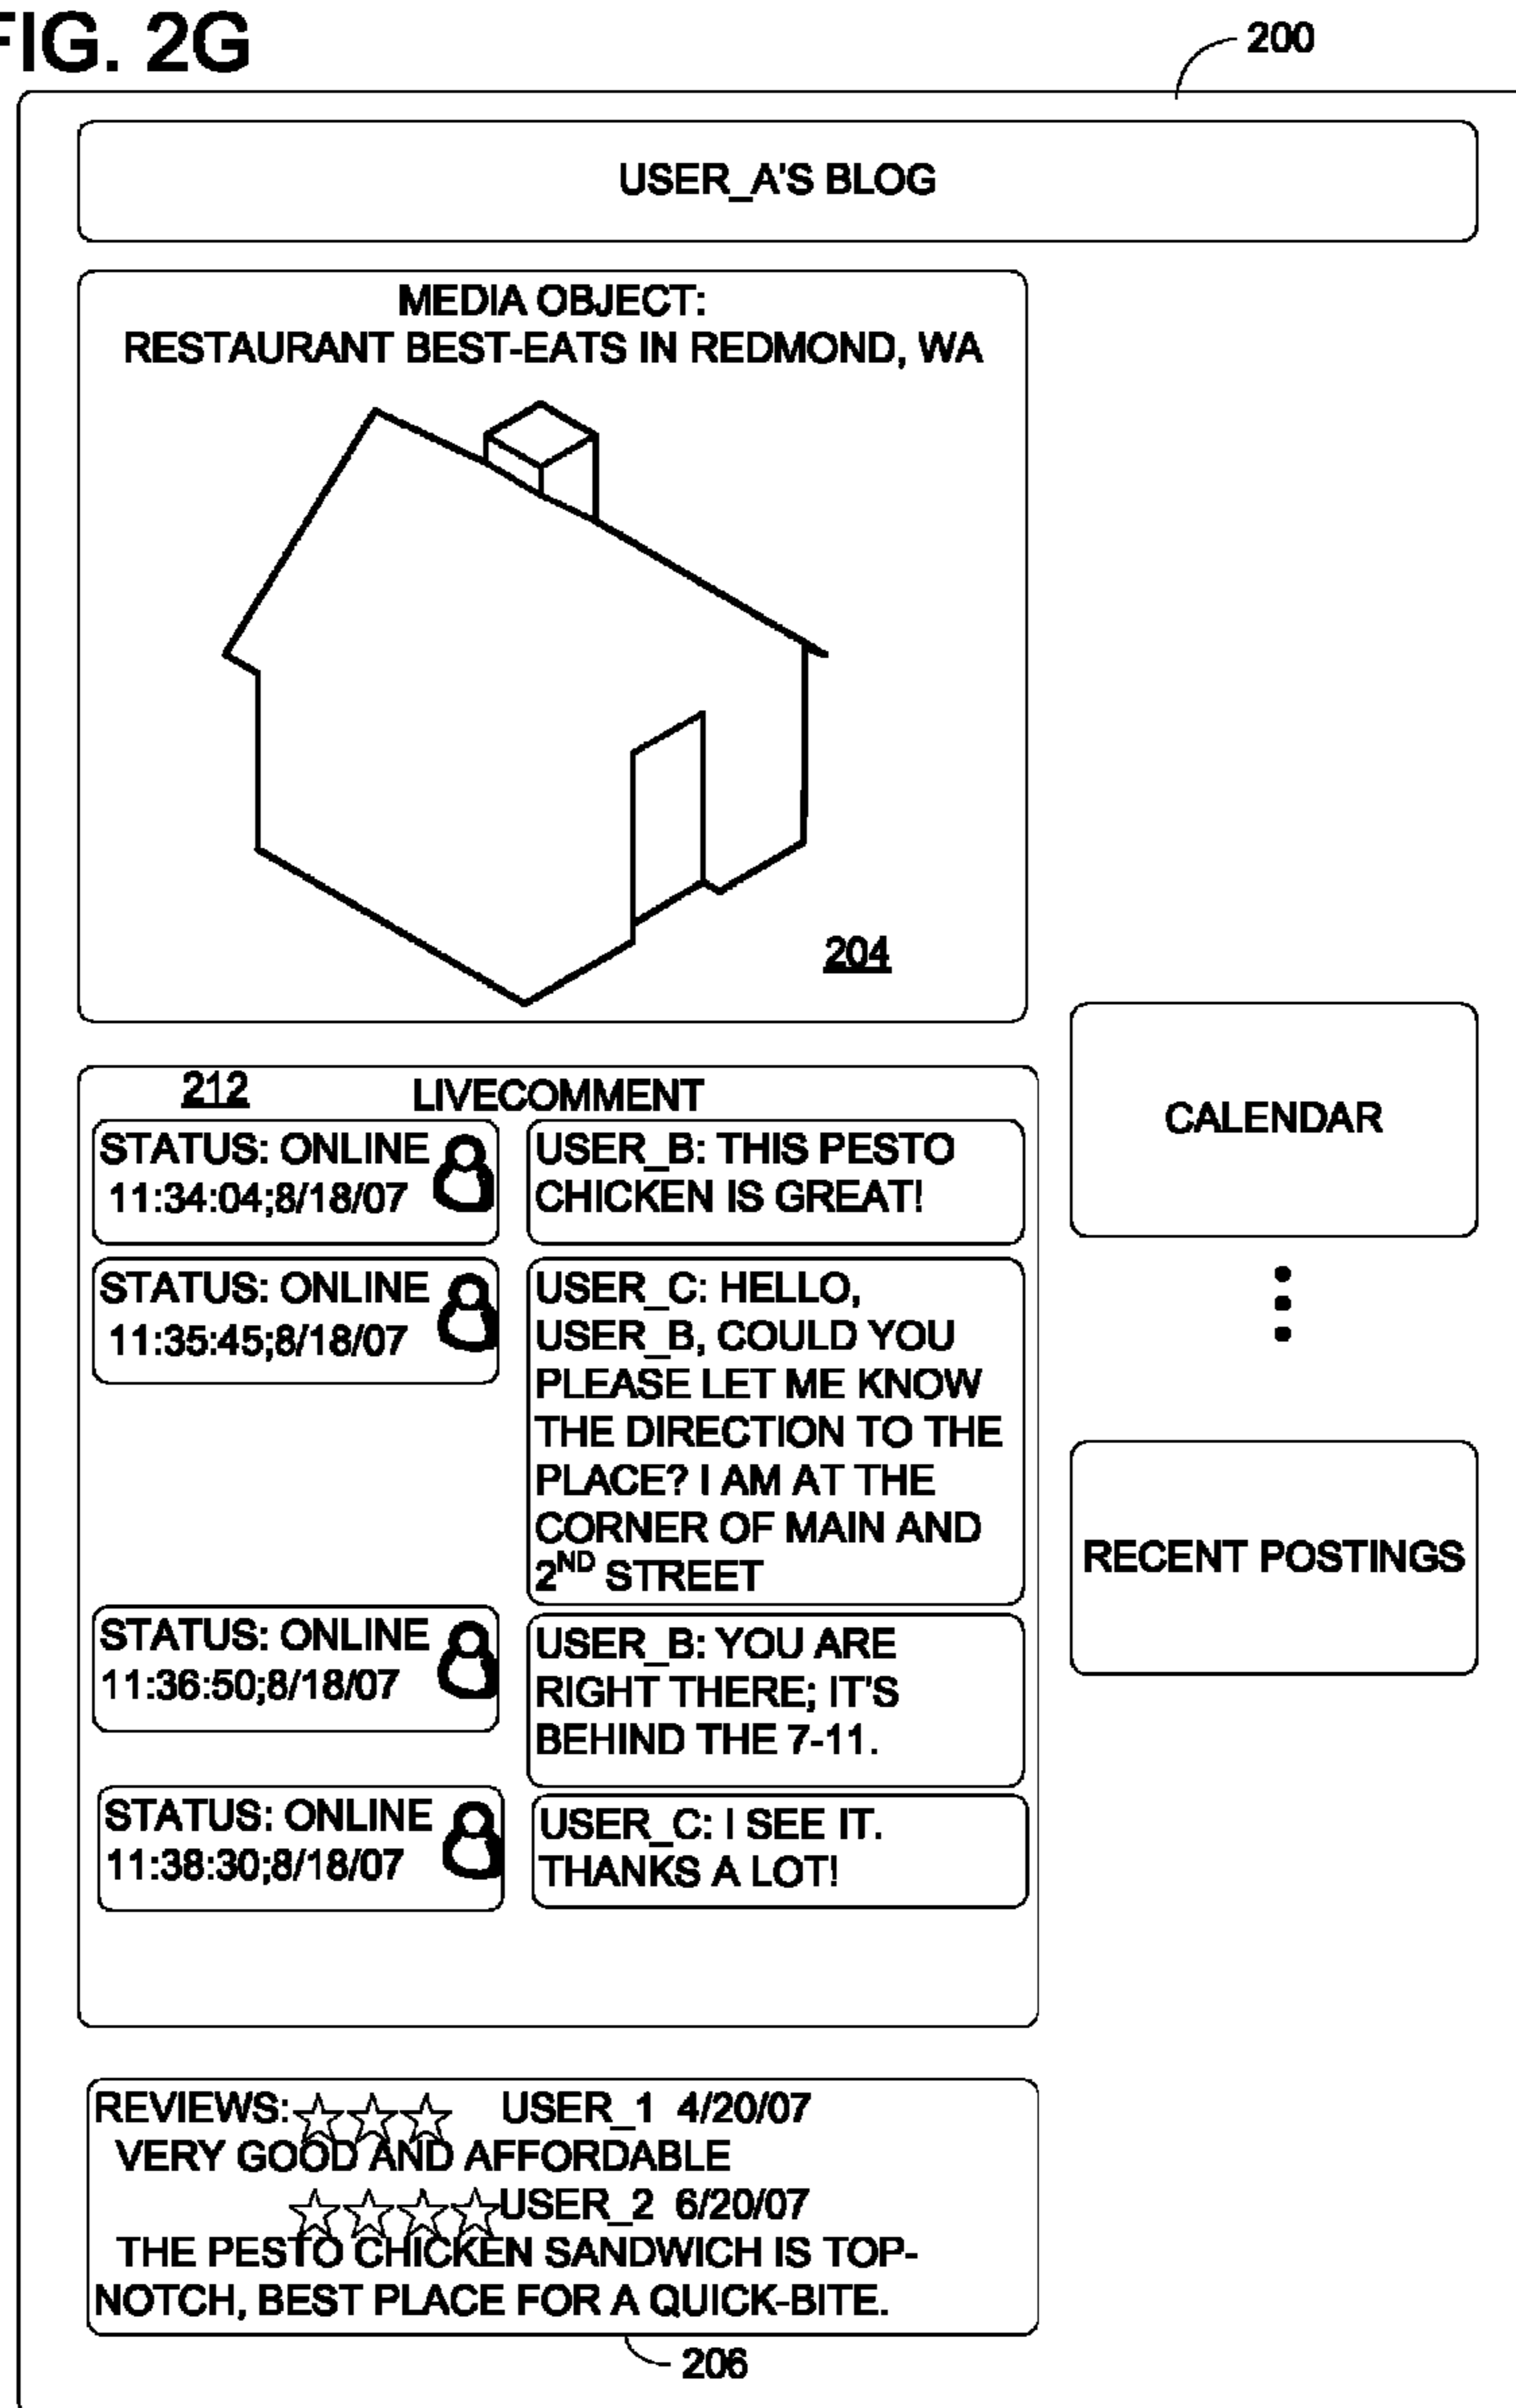 FIG. 2G
200
USER_A'S BLOG
MEDIA OBJECT:
RESTAURANT BEST-EATS IN REDMOND, WA
204
212
LIVECOMMENT
STATUS: ONLINE
11:34:04;8/18/07
USER_B: THIS PESTO
CHICKEN IS GREAT!
STATUS: ONLINE
11:35:45;8/18/07
USER_C: HELLO,
USER_B, COULD YOU
PLEASE LET ME KNOW
THE DIRECTION TO THE
PLACE? I AM AT THE
CORNER OF MAIN AND
2ND STREET
STATUS: ONLINE
11:36:50;8/18/07
USER_B: YOU ARE
RIGHT THERE; IT'S
BEHIND THE 7-11.
STATUS: ONLINE
11:38:30;8/18/07
USER_C: I SEE IT.
THANKS A LOT!
CALENDAR
RECENT POSTINGS
REVIEWS: USER_1 4/20/07
VERY GOOD AND AFFORDABLE
USER_2 6/20/07
THE PESTO CHICKEN SANDWICH IS TOP-
NOTCH, BEST PLACE FOR A QUICK-BITE.
206